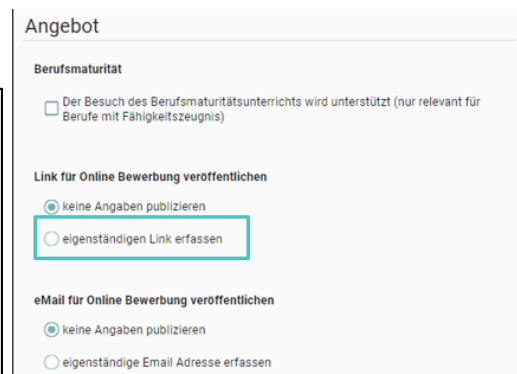 Angebot
Berufsmaturität
Der Besuch des Berufsmaturitätsunterrichts wird unterstützt (nur relevant für
Berufe mit Fähigkeitszeugnis)
Link für Online Bewerbung veröffentlichen
keine Angaben publizieren
eigenständigen Link erfassen
eMail für Online Bewerbung veröffentlichen
keine Angaben publizieren
eigenständige Email Adresse erfassen